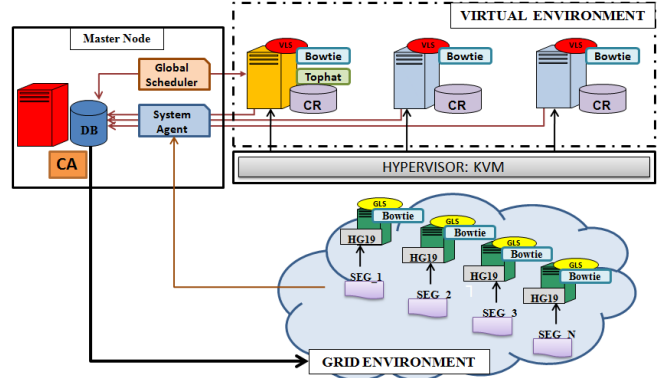 VIRTUAL ENVIRONMENT
Master Node
Global
Scheduler
VLS
Bowtie
Tophat
CR
VLS
Bowtie
CR
VLS
Bowtie
CR
DB
System
Agent
CA
HYPERVISOR: KVM
GLS
Bowtie
HG19
SEG_1
GLS
Bowtie
HG19
SEG_2
GLS
Bowtie
HG19
SEG_3
GLS
Bowtie
HG19
SEG_N
GRID ENVIRONMENT